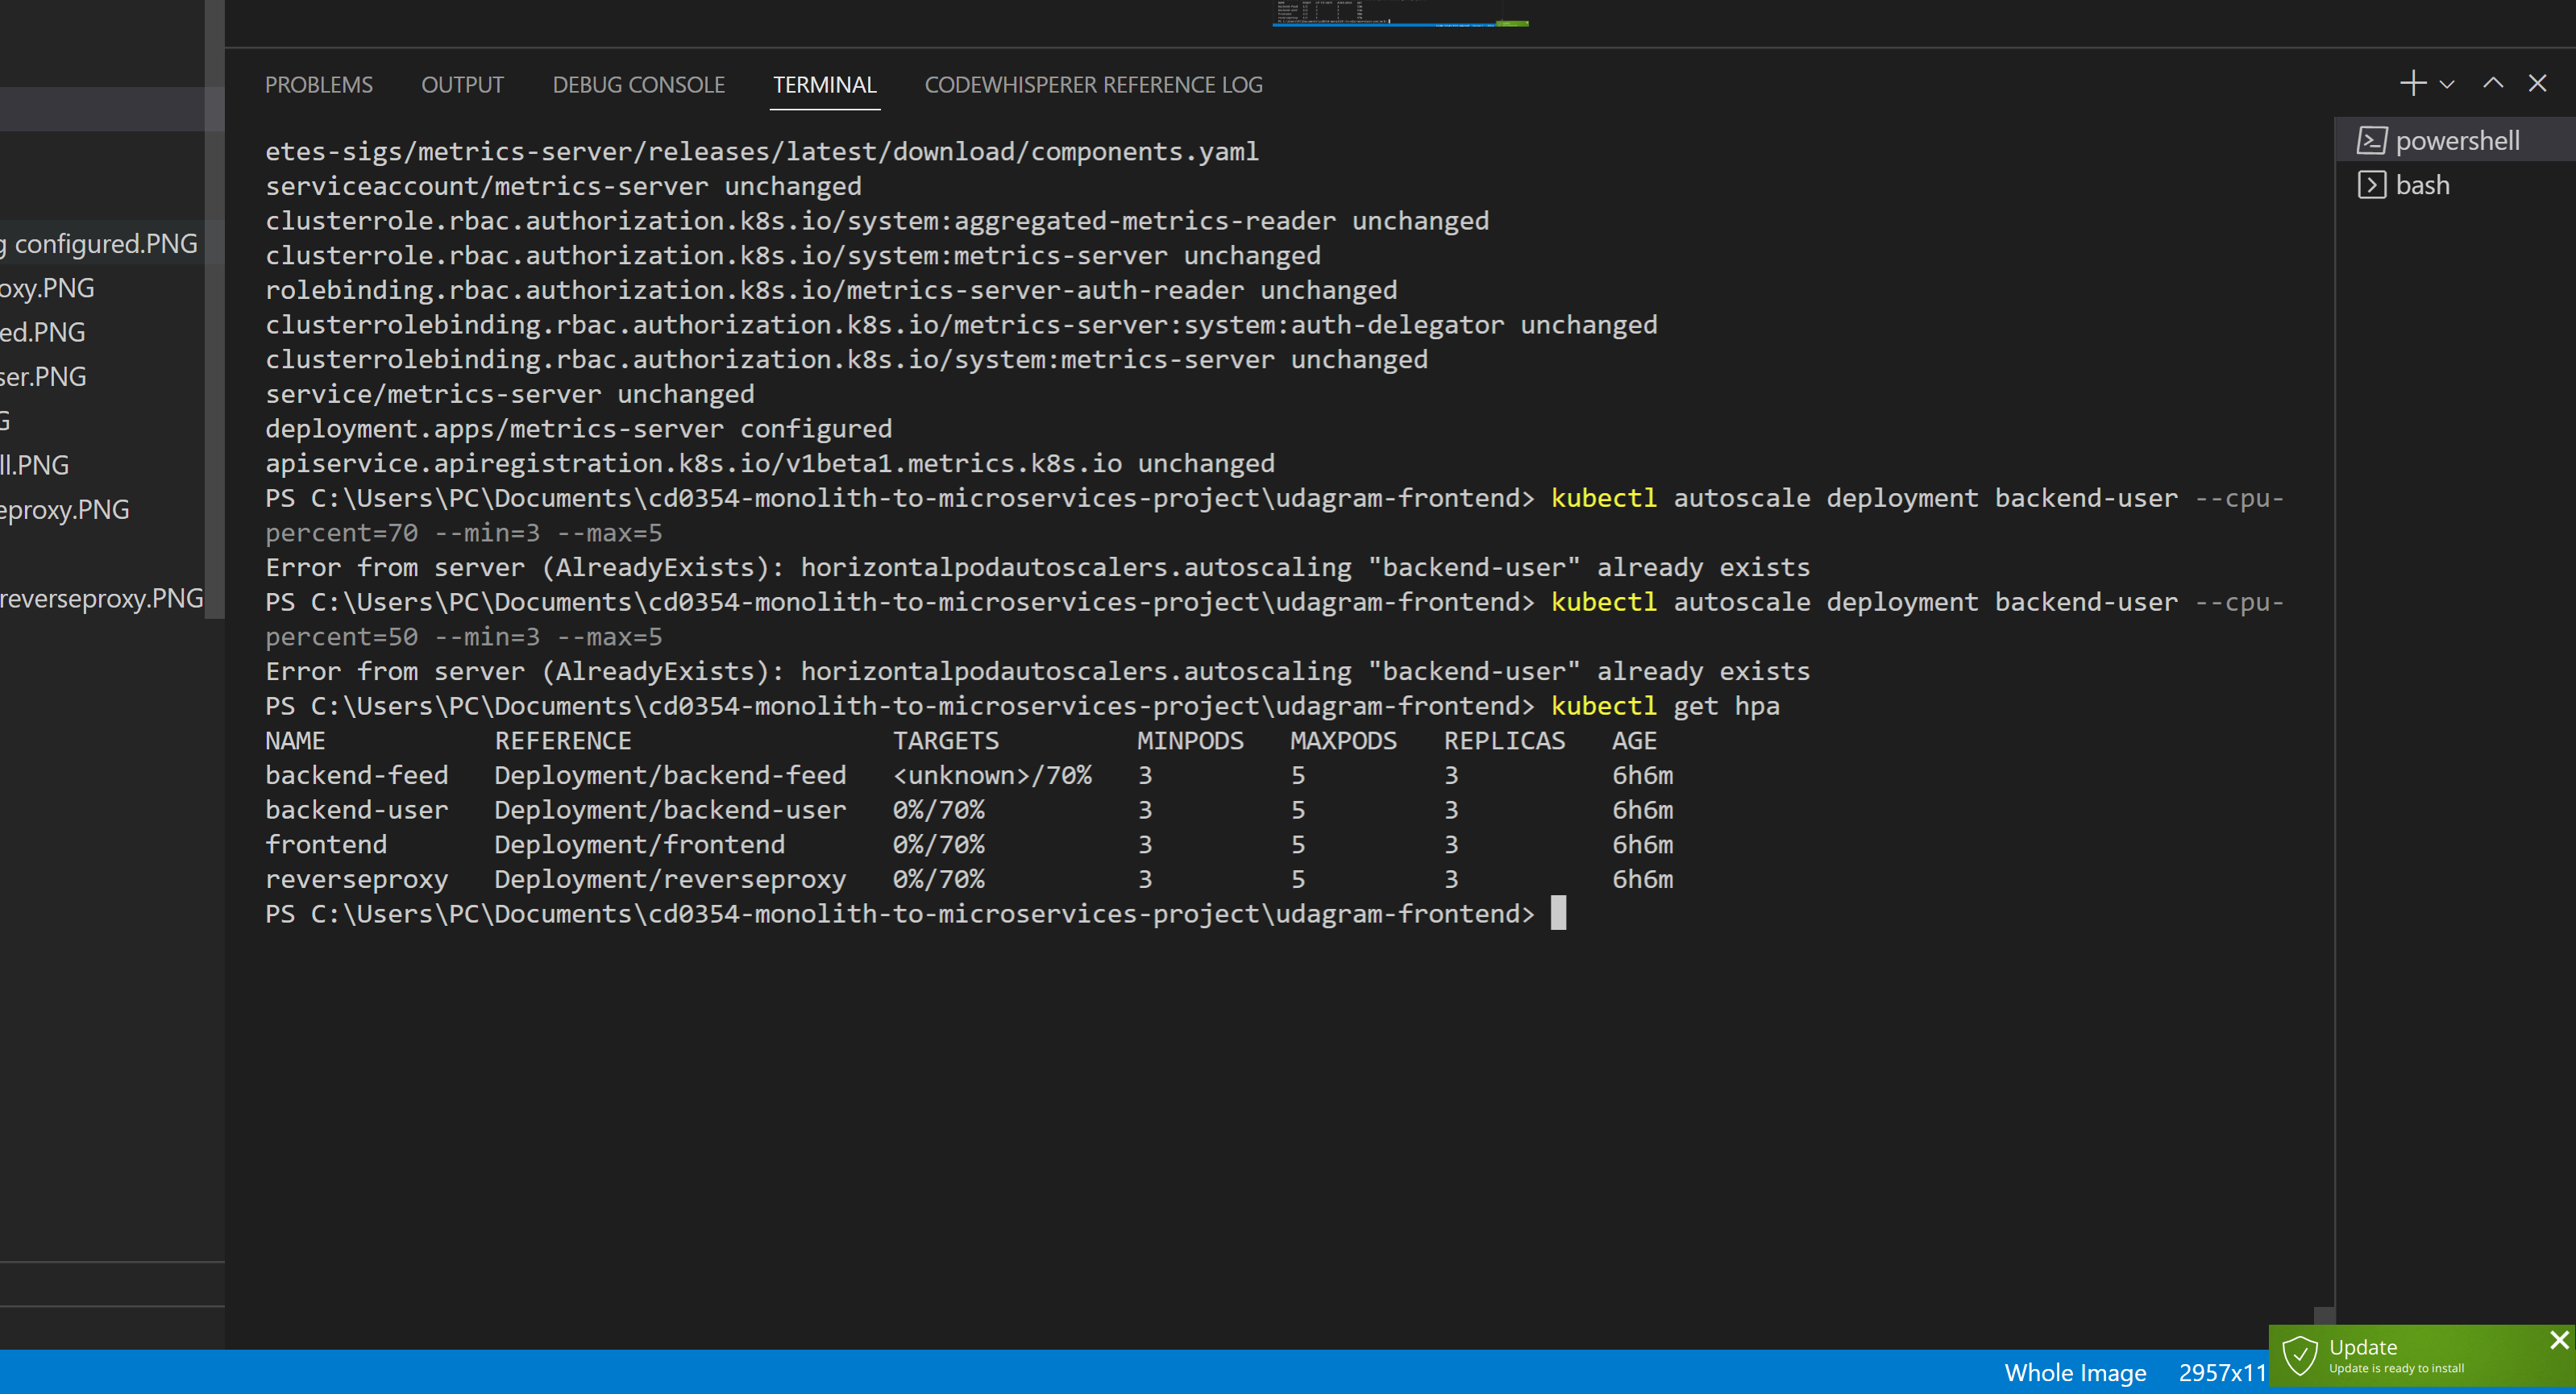 PROBLEMS OUTPUT DEBUG CONSOLE TERMINAL CODEWHISPERER REFERENCE LOG
powershell
bash
configured.PNG
oxy.PNG
ed.PNG
ser.PNG
ll.PNG
eproxy.PNG
reverseproxy.PNG
etes-sigs/metrics-server/releases/latest/download/components.yaml
serviceaccount/metrics-server unchanged
clusterrole.rbac.authorization.k8s.io/system:aggregated-metrics-reader unchanged
clusterrole.rbac.authorization.k8s.io/system:metrics-server unchanged
rolebinding.rbac.authorization.k8s.io/metrics-server-auth-reader unchanged
clusterrolebinding.rbac.authorization.k8s.io/metrics-server:system:auth-delegator unchanged
clusterrolebinding.rbac.authorization.k8s.io/system:metrics-server unchanged
service/metrics-server unchanged
deployment.apps/metrics-server configured
apiservice.apiregistration.k8s.io/v1beta1.metrics.k8s.io unchanged
PS C:\Users\PC\Documents\cd0354-monolith-to-microservices-project\udagram-frontend> kubectl autoscale deployment backend-user --cpu-
percent=70 --min=3 --max=5
Error from server (AlreadyExists): horizontalpodautoscalers.autoscaling "backend-user" already exists
PS C:\Users\PC\Documents\cd0354-monolith-to-microservices-project\udagram-frontend> kubectl autoscale deployment backend-user --cpu-
percent=50 --min=3 --max=5
Error from server (AlreadyExists): horizontalpodautoscalers.autoscaling "backend-user" already exists
PS C:\Users\PC\Documents\cd0354-monolith-to-microservices-project\udagram-frontend> kubectl get hpa
NAME REFERENCE TARGETS MINPODS MAXPODS REPLICAS AGE
backend-feed Deployment/backend-feed <unknown>/70% 3 5 3 6h6m
backend-user Deployment/backend-user 0%/70% 3 5 3 6h6m
frontend Deployment/frontend 0%/70% 3 5 3 6h6m
reverseproxy Deployment/reverseproxy 0%/70% 3 5 3 6h6m
PS C:\Users\PC\Documents\cd0354-monolith-to-microservices-project\udagram-frontend>
Whole Image 2957x11
Update
Update is ready to install